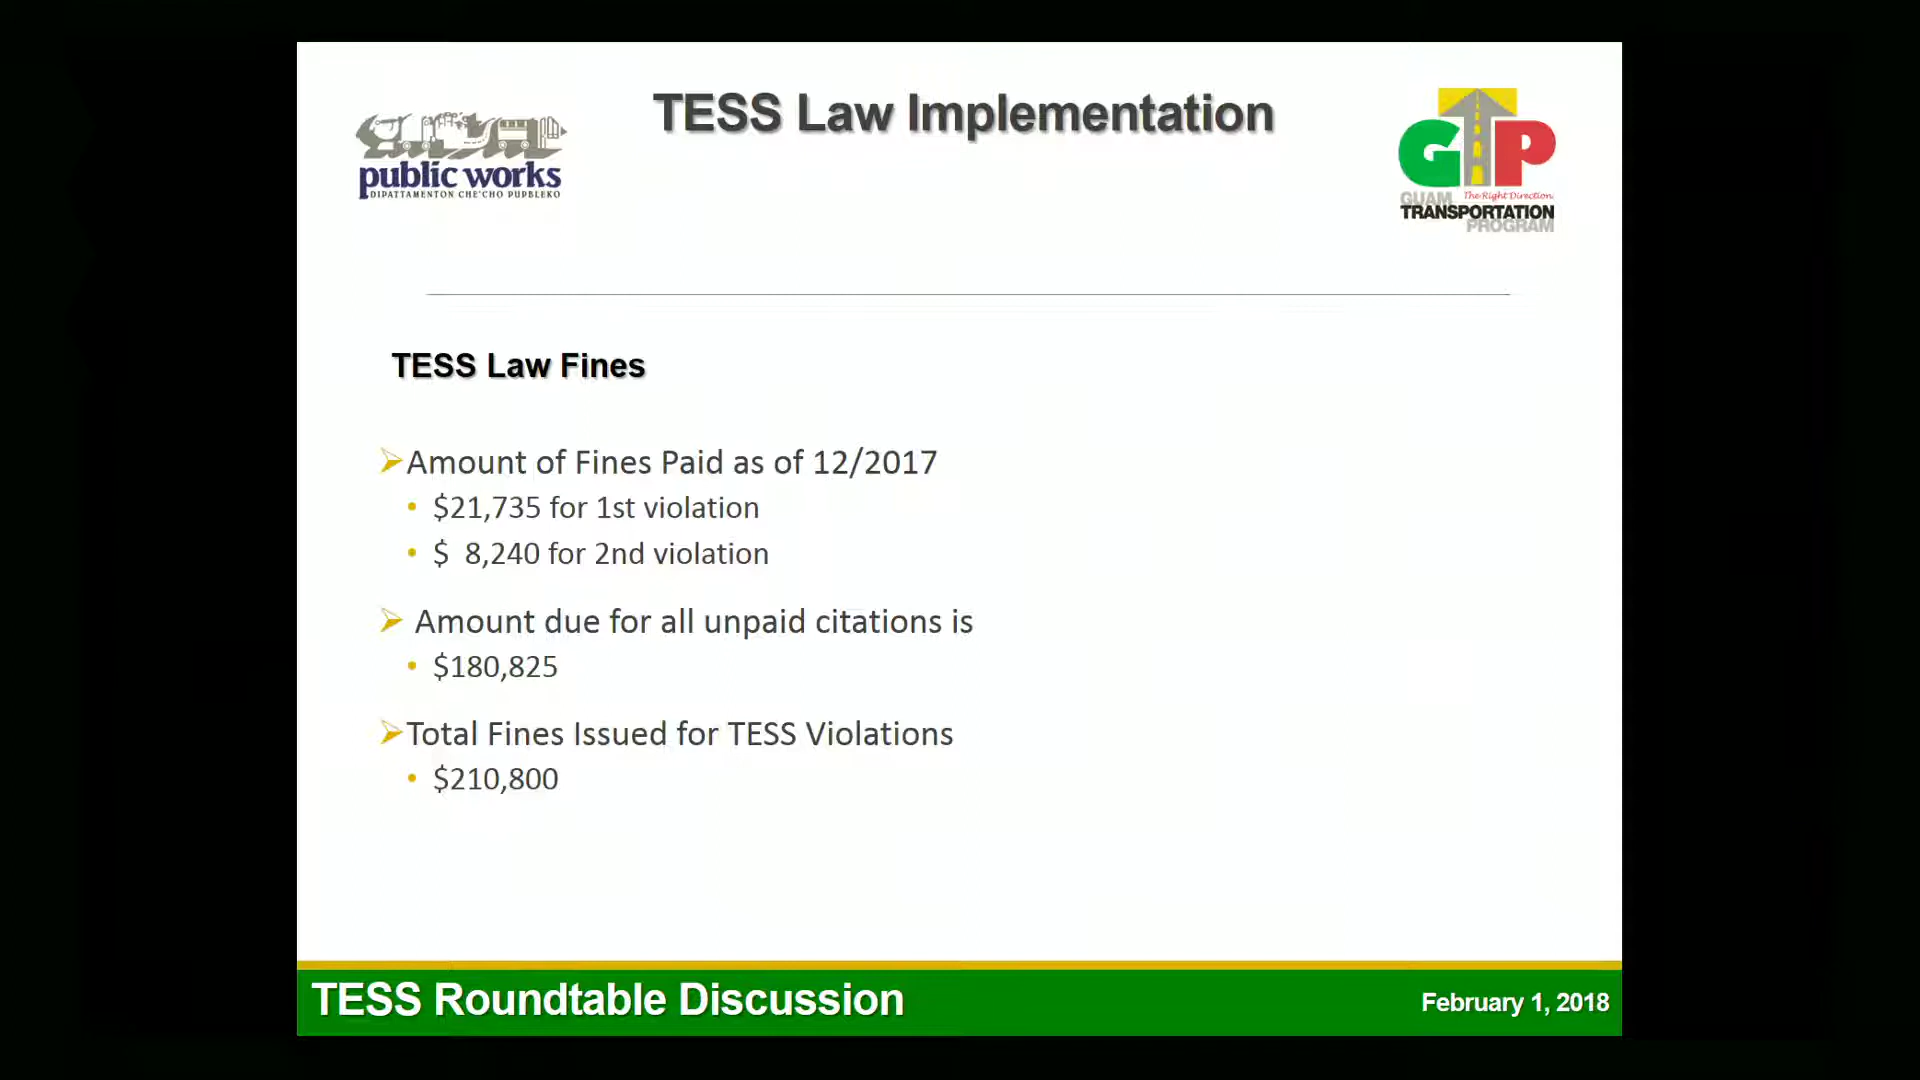 TESS Law Implementation
public works
DIPATTAMENTON CHE'CHO PUPBLEKO
GTP
The Right Direction
GUAM
TRANSPORTATION
PROGRAM
TESS Law Fines
Amount of Fines Paid as of 12/2017
$21,735 for 1st violation
$ 8,240 for 2nd violation
Amount due for all unpaid citations is
$180,825
Total Fines Issued for TESS Violations
$210,800
TESS Roundtable Discussion
February 1, 2018